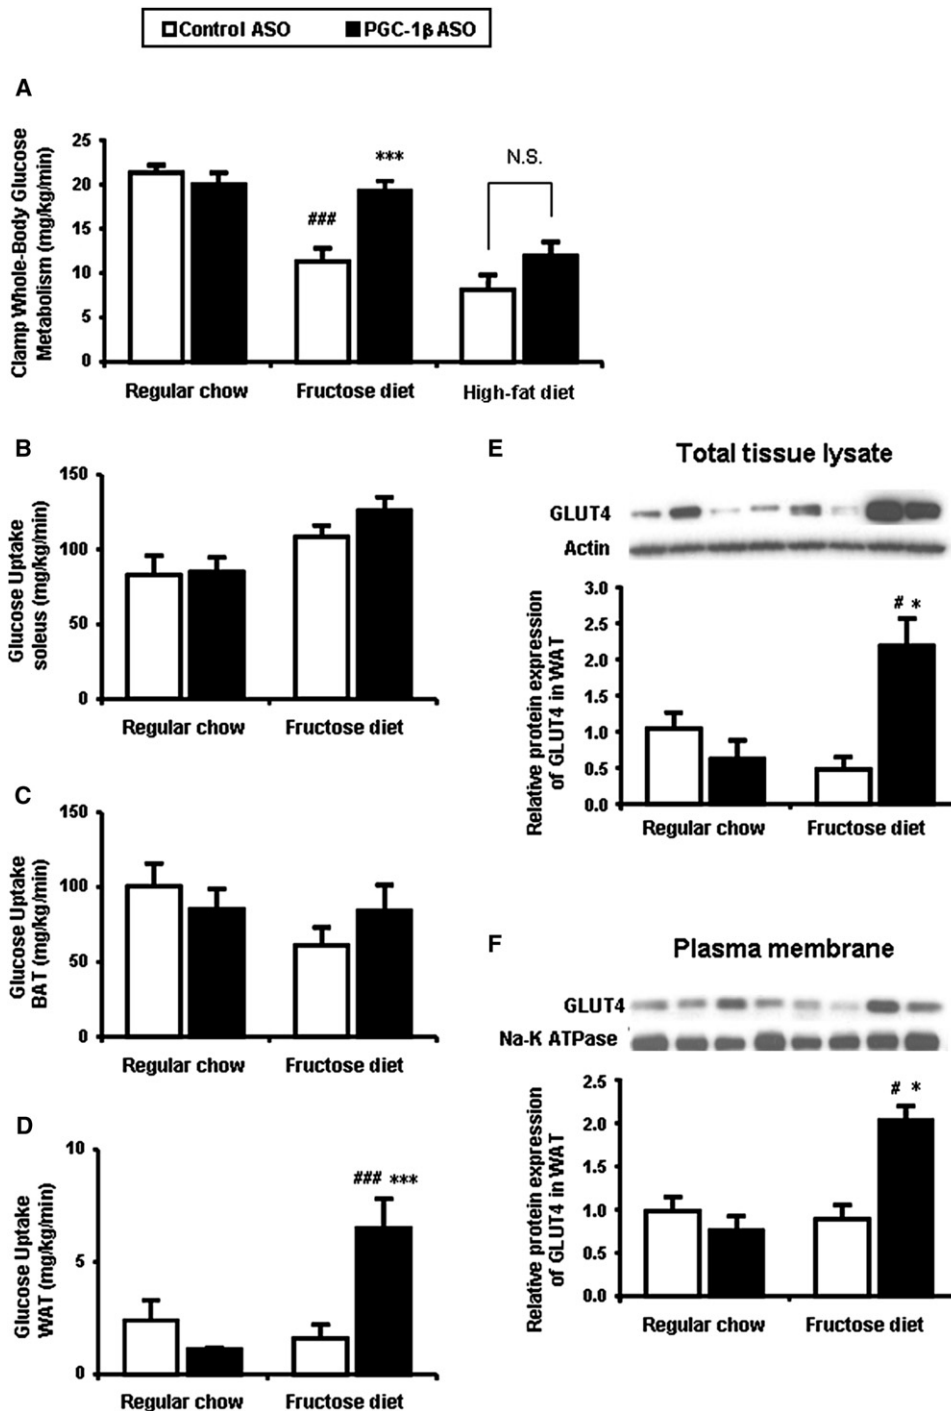 Control ASO PGC-1β ASO
A
Clamp Whole-Body Glucose
Metabolism (mg/kg/min)
25
20
15
10
5
0
###
***
N.S.
Regular chow Fructose diet High-fat diet
B
Glucose Uptake
soleus (mg/kg/min)
150
100
50
0
Regular chow Fructose diet
C
Glucose Uptake
BAT (mg/kg/min)
150
100
50
0
Regular chow Fructose diet
D
Glucose Uptake
WAT (mg/kg/min)
10
5
0
### ***
Regular chow Fructose diet
E
Total tissue lysate
GLUT4
Actin
Relative protein expression
of GLUT4 in WAT
3.0
2.5
2.0
1.5
1.0
0.5
0.0
# *
Regular chow Fructose diet
F
Plasma membrane
GLUT4
Na-K ATPase
Relative protein expression
of GLUT4 in WAT
2.5
2.0
1.0
0.5
0.0
# *
Regular chow Fructose diet